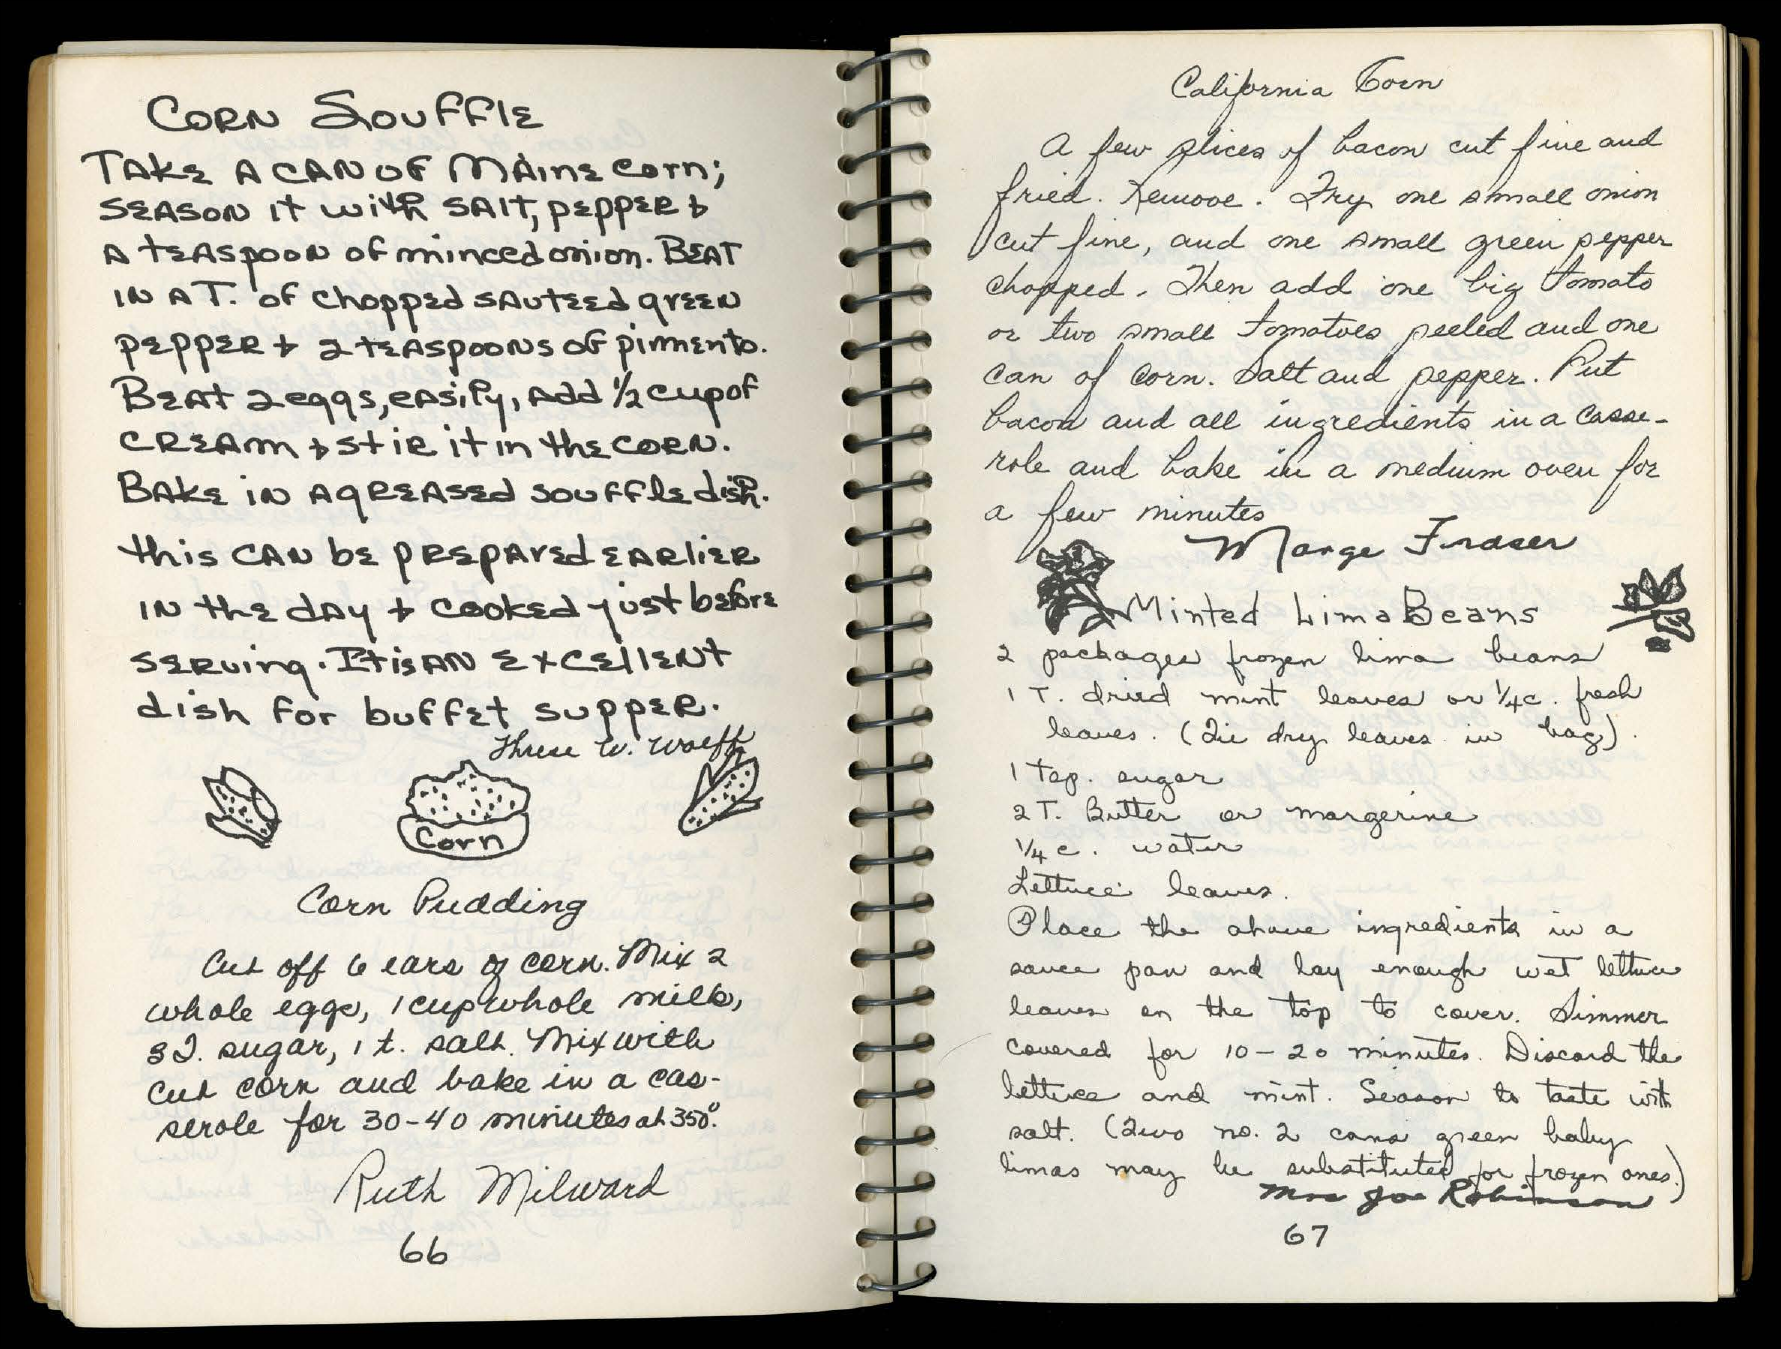 Corn Souffle
Take a can of Maine corn;
season it with salt, pepper &
a teaspoon of minced onion. Beat
in a T. of chopped sauteed green
pepper & 2 teaspoons of pimento.
Beat 2 eggs, easily, add 1/2 cup of
cream & stir it in the corn.
Bake in a greased souffle dish.
This can be prepared earlier
in the day & cooked just before
serving. It is an excellent
dish for buffet supper.
W. Wolff
Corn
Corn Pudding
Cut off 6 ears of corn. Mix 2
whole eggs, 1 cup whole milk,
3 T. sugar, 1 t. salt. Mix with
cut corn and bake in a cas-
serole for 30-40 minutes at 350°.
Ruth Milward
66
California Corn
A few slices of bacon cut fine and
fried. Remove. Fry one small onion
cut fine, and one small green pepper
chopped. Then add one big tomato
or two small tomatoes peeled and one
can of corn. Salt and pepper. Put
bacon and all ingredients in a casse-
role and bake in a medium oven for
a few minutes
Marge Fraser
Minted Lima Beans
2 packages frozen lima beans
1 T. dried mint leaves or 1/4 c. fresh
leaves. (Tie dry leaves in bag).
1 tsp. sugar
2 T. Butter or margerine
1/4 c. water
Lettuce leaves.
Place the above ingredients in a
sauce pan and lay enough wet lettuce
leaves on the top to cover. Simmer
covered for 10-20 minutes. Discard the
lettuce and mint. Season to taste with
salt. (Two no. 2 cans green baby
limas may be substituted for frozen ones.)
Mrs Joe Robinson
67